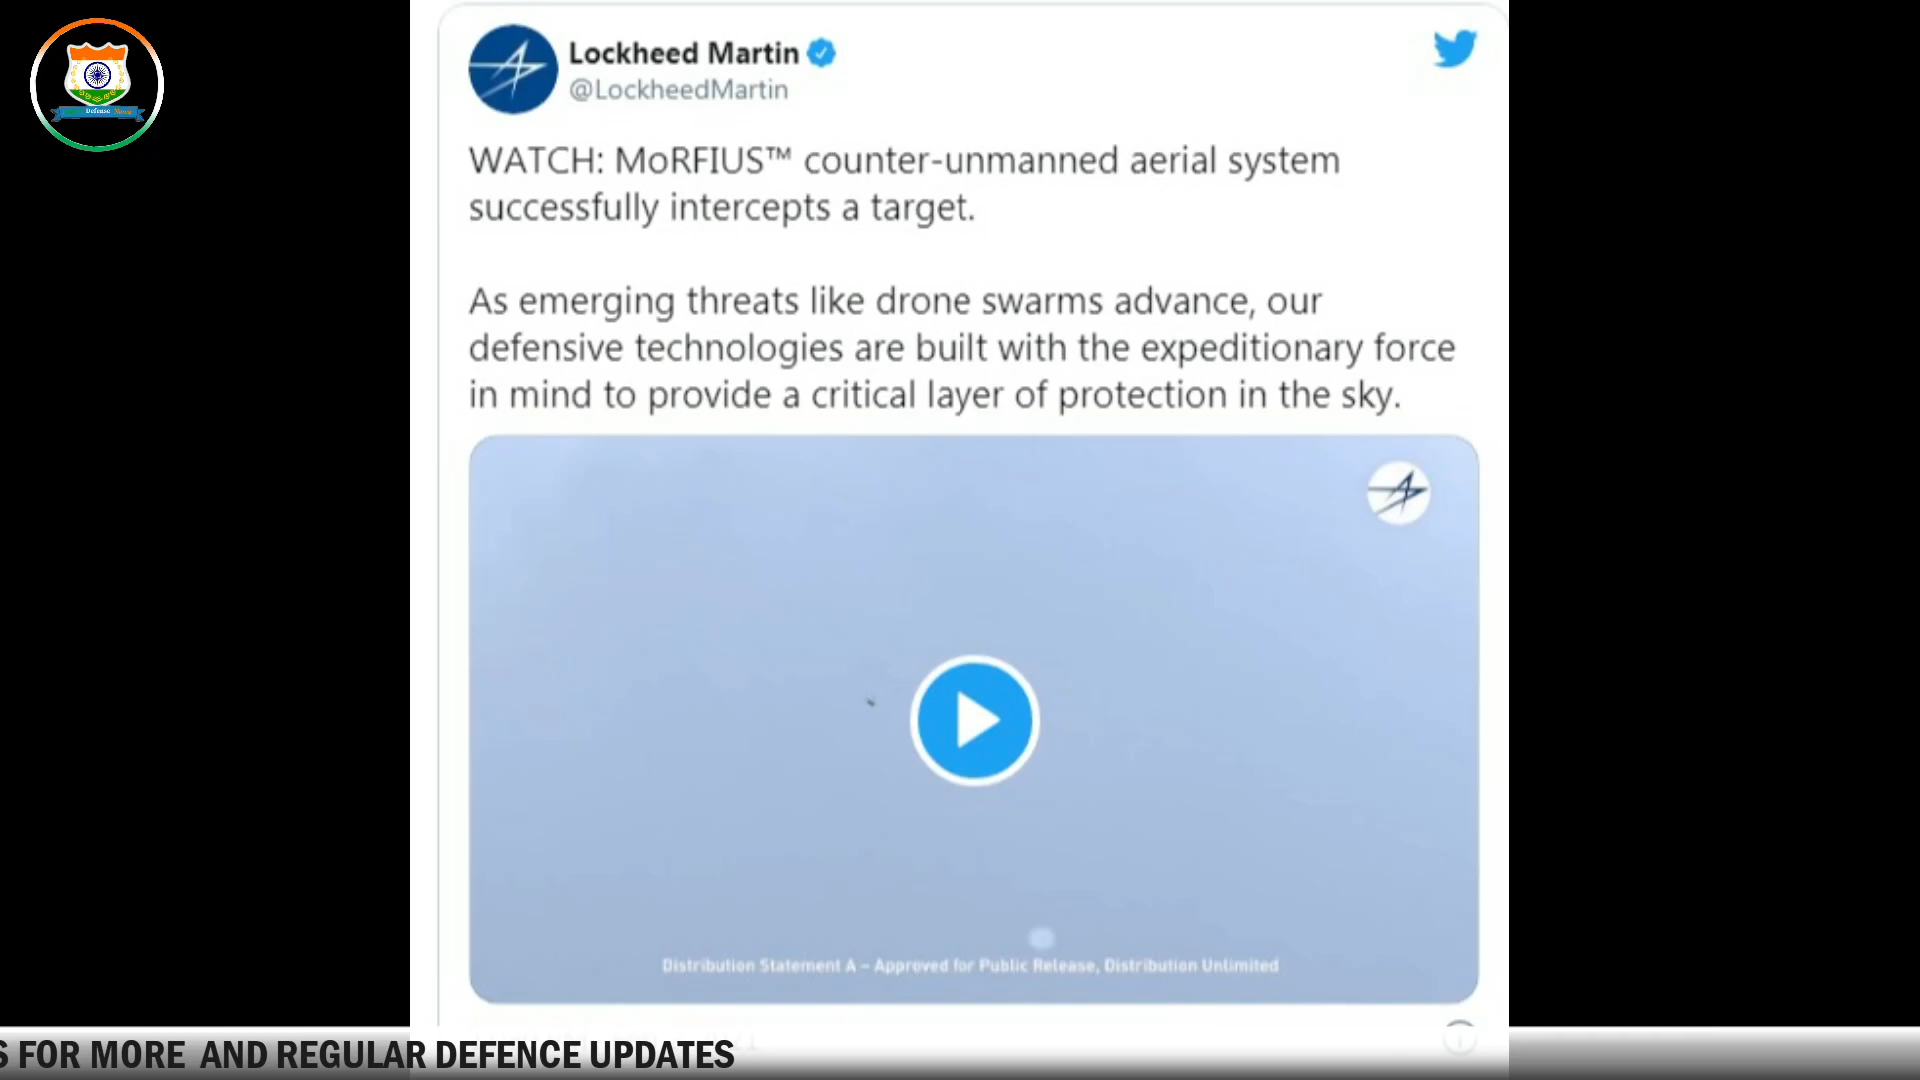 Defense News
Lockheed Martin
@LockheedMartin
WATCH: MoRFIUS™ counter-unmanned aerial system
successfully intercepts a target.
As emerging threats like drone swarms advance, our
defensive technologies are built with the expeditionary force
in mind to provide a critical layer of protection in the sky.
Distribution Statement A – Approved for Public Release, Distribution Unlimited
S FOR MORE AND REGULAR DEFENCE UPDATES